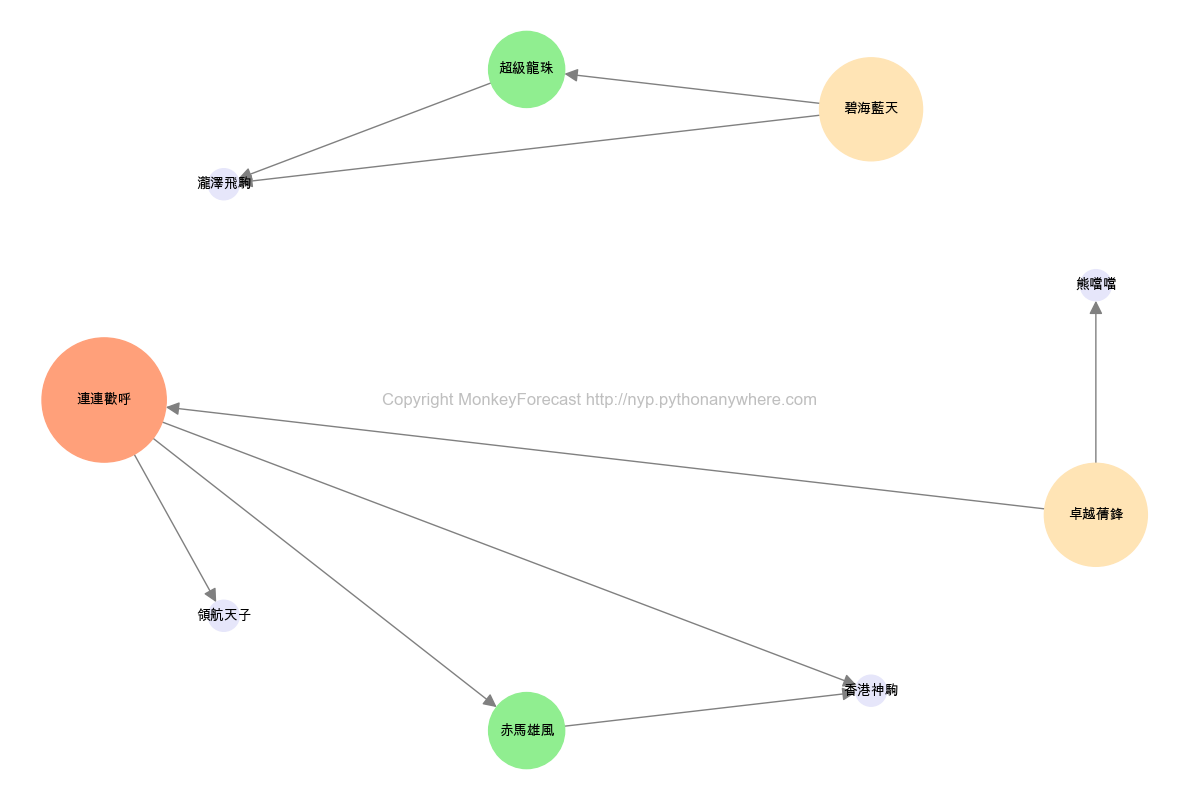 超級龍珠
碧海藍天
瀧澤飛駒
熊噹噹
連連歡呼
Copyright MonkeyForecast http://nyp.pythonanywhere.com
卓越蒨鋒
領航天子
香港神駒
赤馬雄風